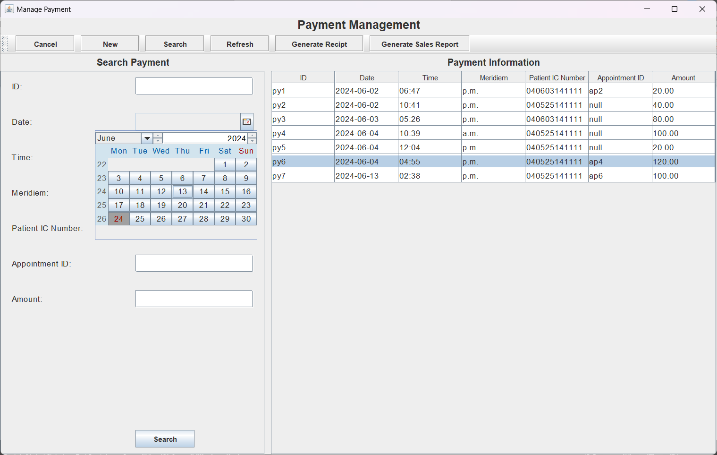 Manage Payment
Payment Management
Cancel New Search Refresh Generate Recipt Generate Sales Report
Search Payment
ID:
Date:
June 2024
Mon Tue Wed Thu Fri Sat Sun
22 1 2
23 3 4 5 6 7 8 9
24 10 11 12 13 14 15 16
25 17 18 19 20 21 22 23
26 24 25 26 27 28 29 30
Time:
Meridiem:
Patient IC Number:
Appointment ID:
Amount:
Search
Payment Information
ID Date Time Meridiem Patient IC Number Appointment ID Amount
py1 2024-06-02 06:47 p.m. 040603141111 ap2 20.00
py2 2024-06-02 10:41 p.m. 040525141111 null 40.00
py3 2024-06-03 05.26 p.m. 040603141111 null 80.00
py4 2024-06-04 10:39 a.m. 040525141111 null 100.00
py5 2024-06-04 12:04 p.m. 040525141111 null 20.00
py6 2024-06-04 04:55 p.m. 040525141111 ap4 120.00
py7 2024-06-13 02:38 p.m. 040525141111 ap6 100.00